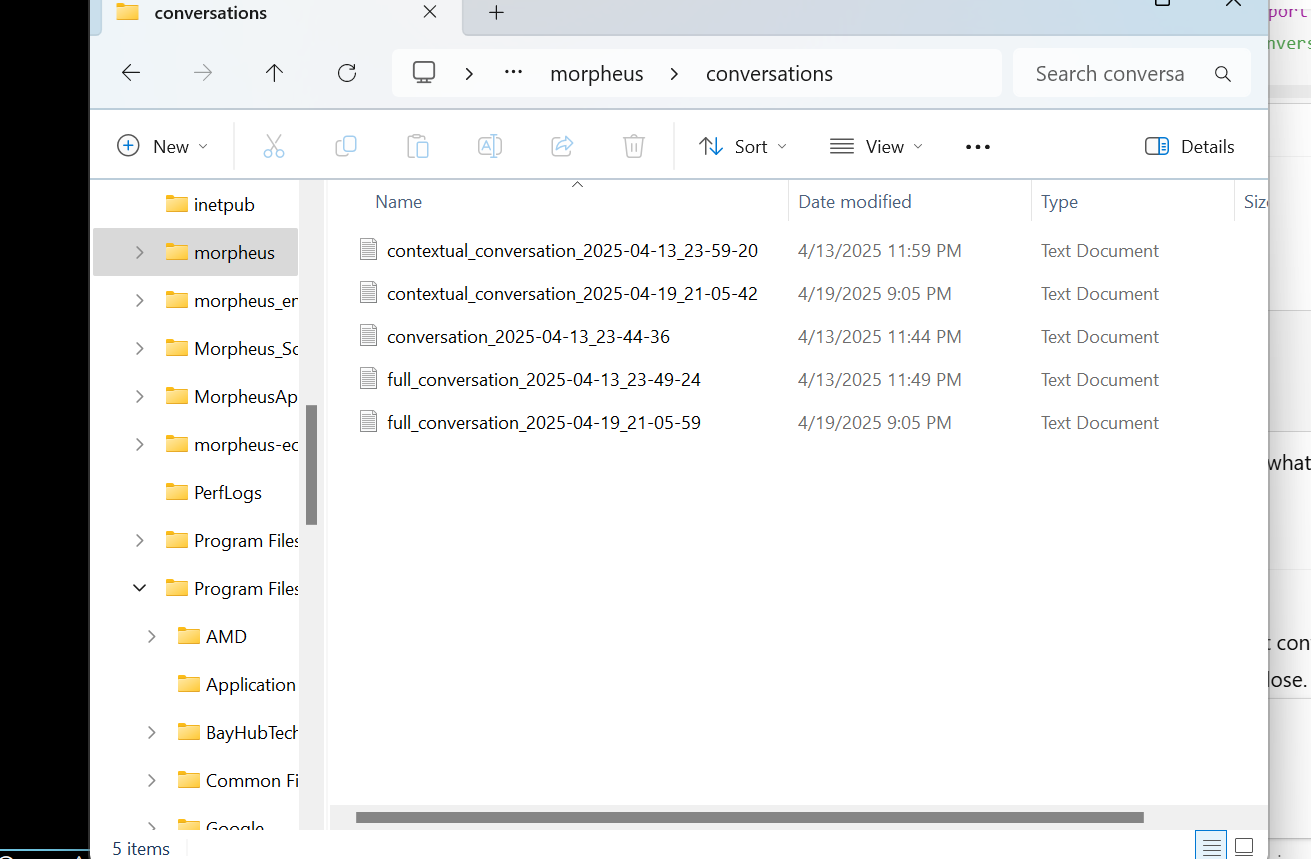 conversations
morpheus
conversations
Search conversa
New
Sort
View
Details
inetpub
morpheus
morpheus_er
Morpheus_Sc
MorpheusAp
morpheus-ec
PerfLogs
Program Files
Program Files
AMD
Application
BayHubTech
Common Fi
Google
Name Date modified Type Size
contextual_conversation_2025-04-13_23-59-20 4/13/2025 11:59 PM Text Document
contextual_conversation_2025-04-19_21-05-42 4/19/2025 9:05 PM Text Document
conversation_2025-04-13_23-44-36 4/13/2025 11:44 PM Text Document
full_conversation_2025-04-13_23-49-24 4/13/2025 11:49 PM Text Document
full_conversation_2025-04-19_21-05-59 4/19/2025 9:05 PM Text Document
5 items
port
nvers
what
con
lose.